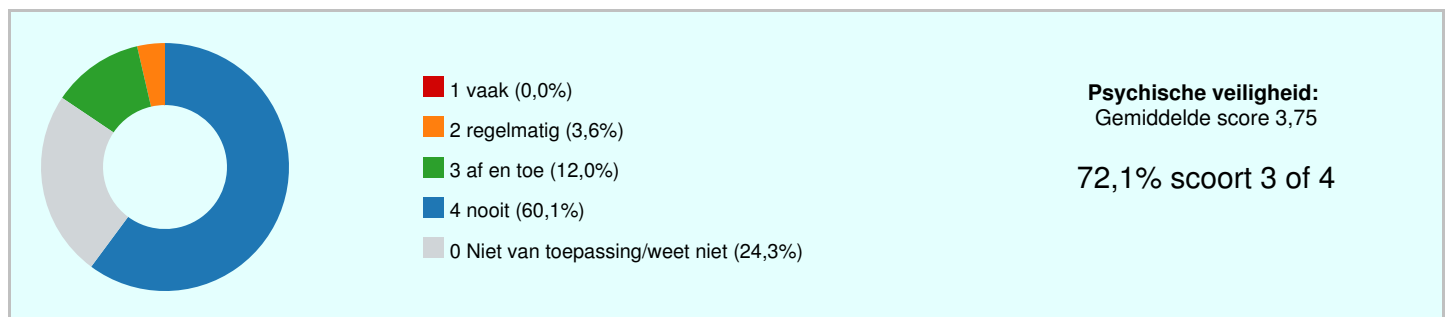 1 vaak (0,0%)
2 regelmatig (3,6%)
3 af en toe (12,0%)
4 nooit (60,1%)
0 Niet van toepassing/weet niet (24,3%)
Psychische veiligheid:
Gemiddelde score 3,75
72,1% scoort 3 of 4